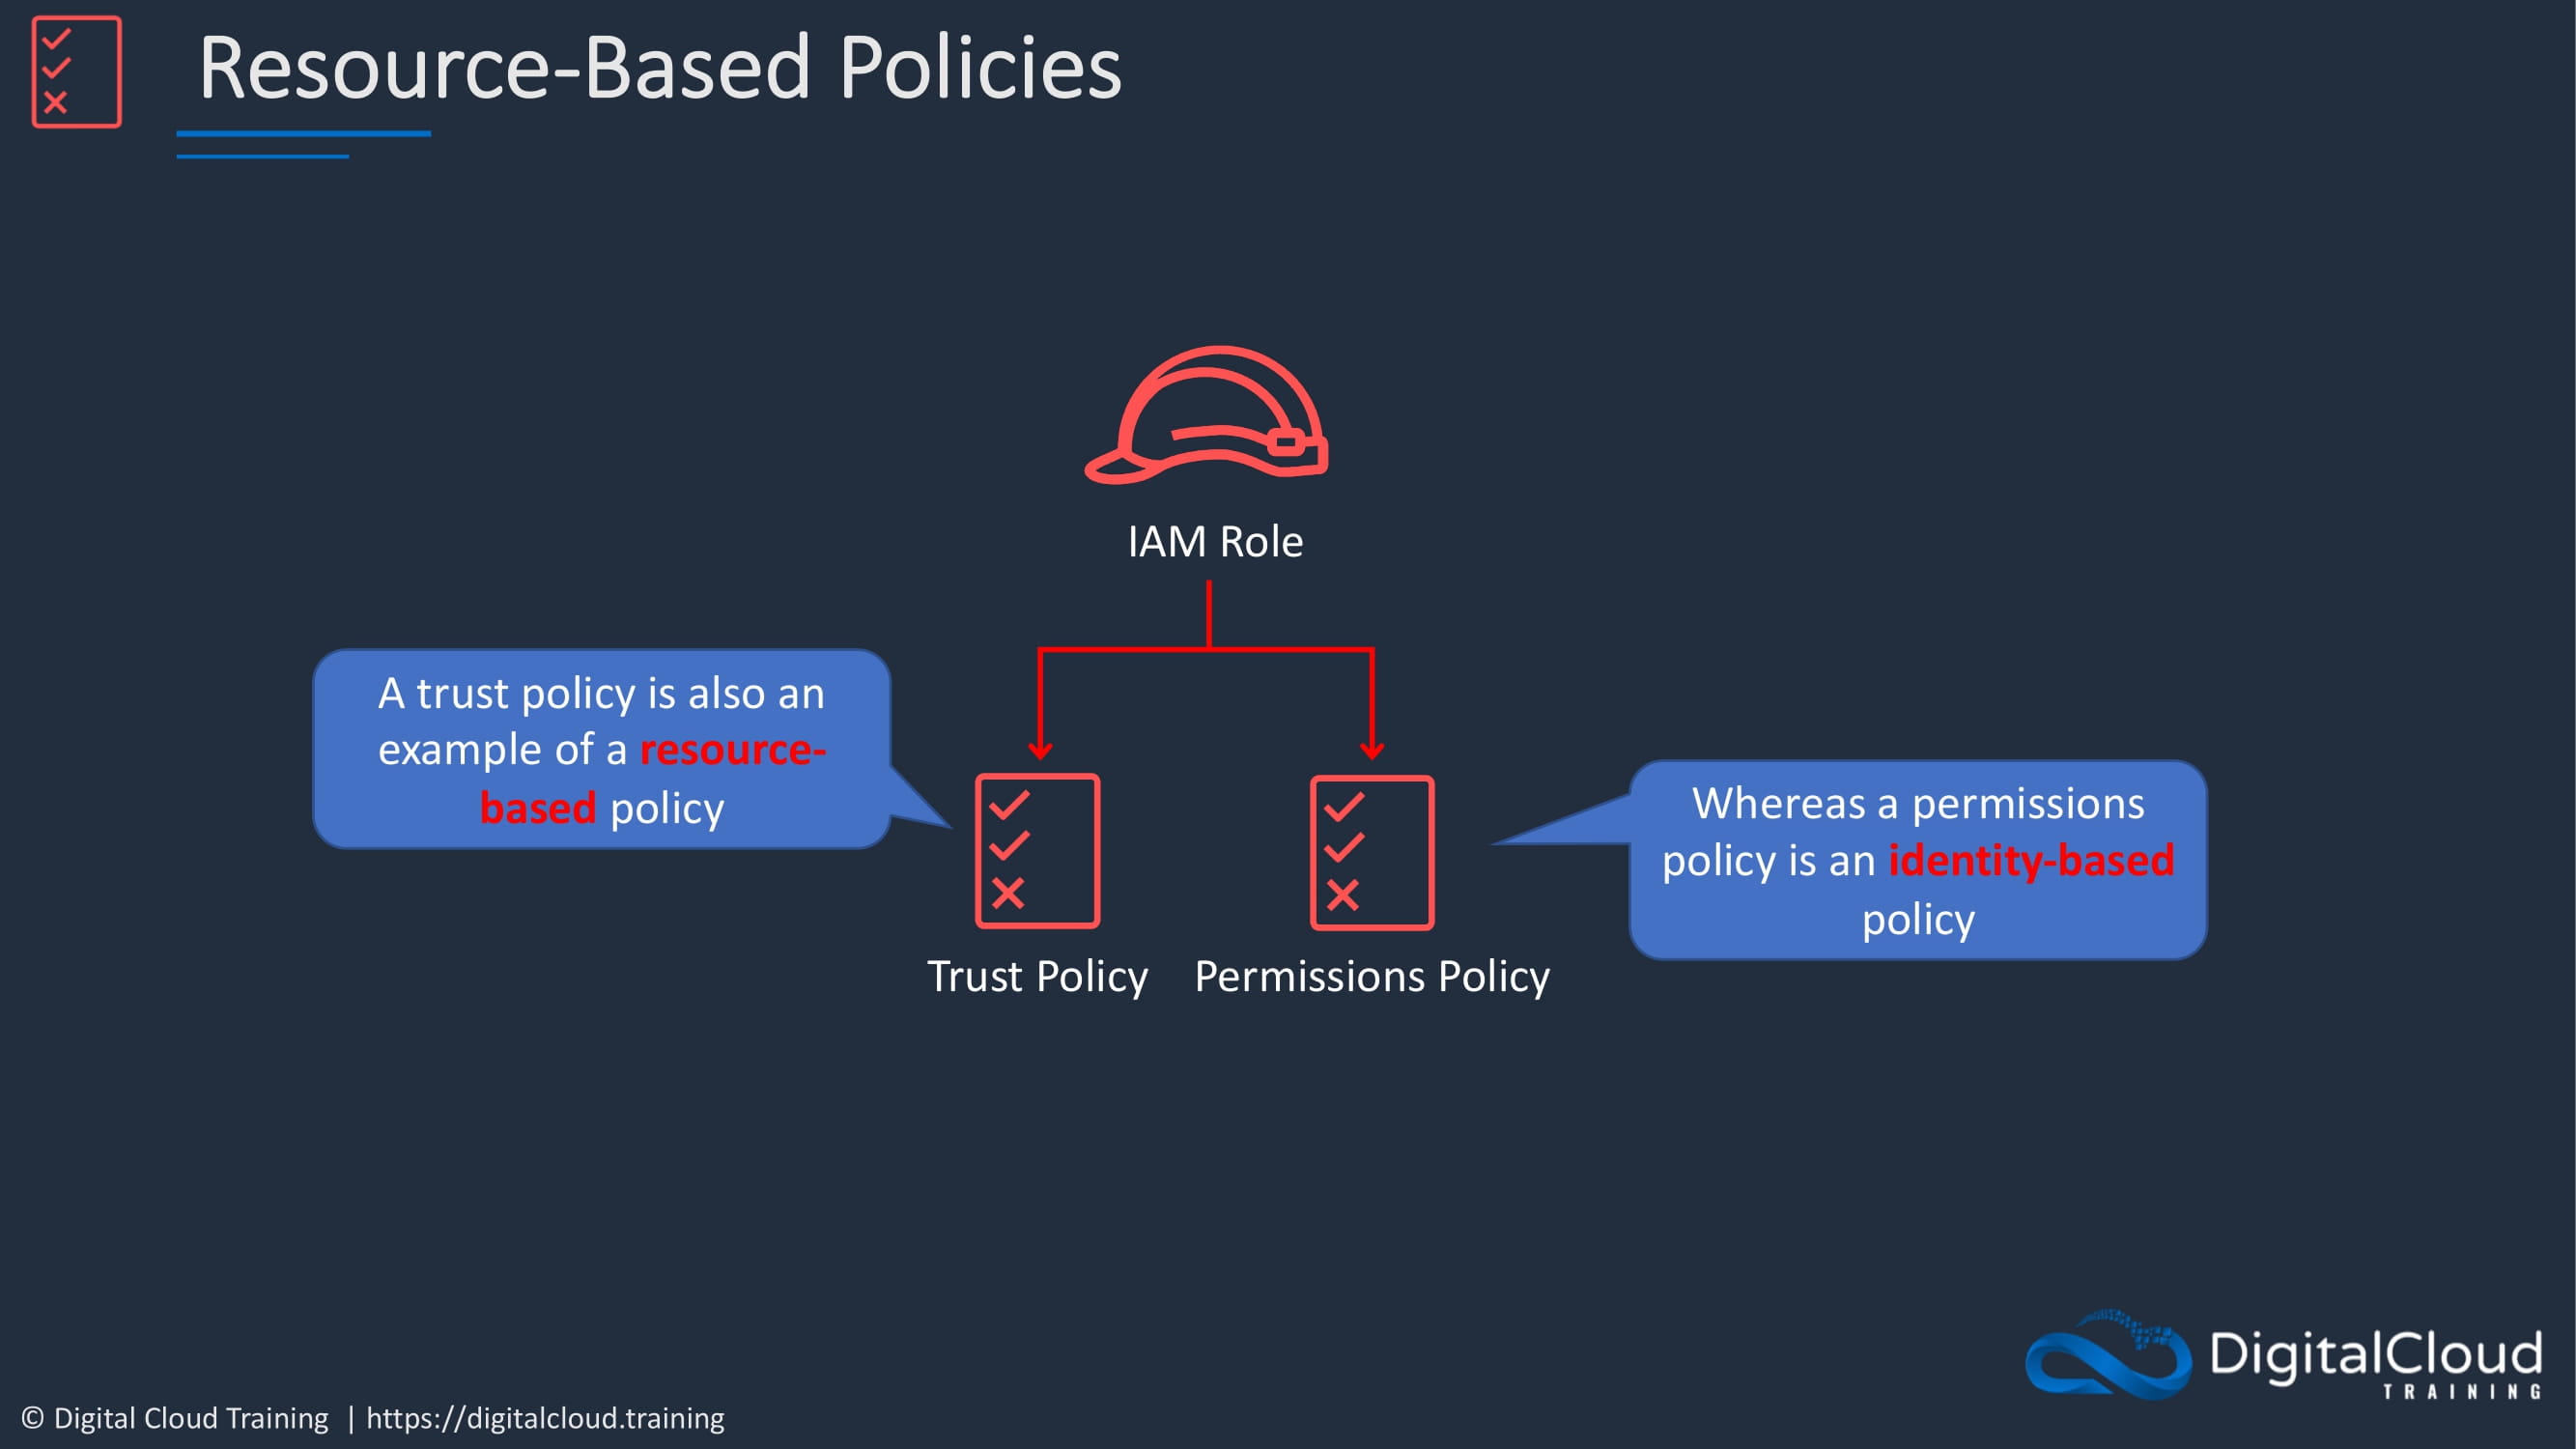 Resource-Based Policies
IAM Role
A trust policy is also an
example of a resource-
based policy
Whereas a permissions
policy is an identity-based
policy
Trust Policy
Permissions Policy
DigitalCloud
TRAINING
© Digital Cloud Training | https://digitalcloud.training